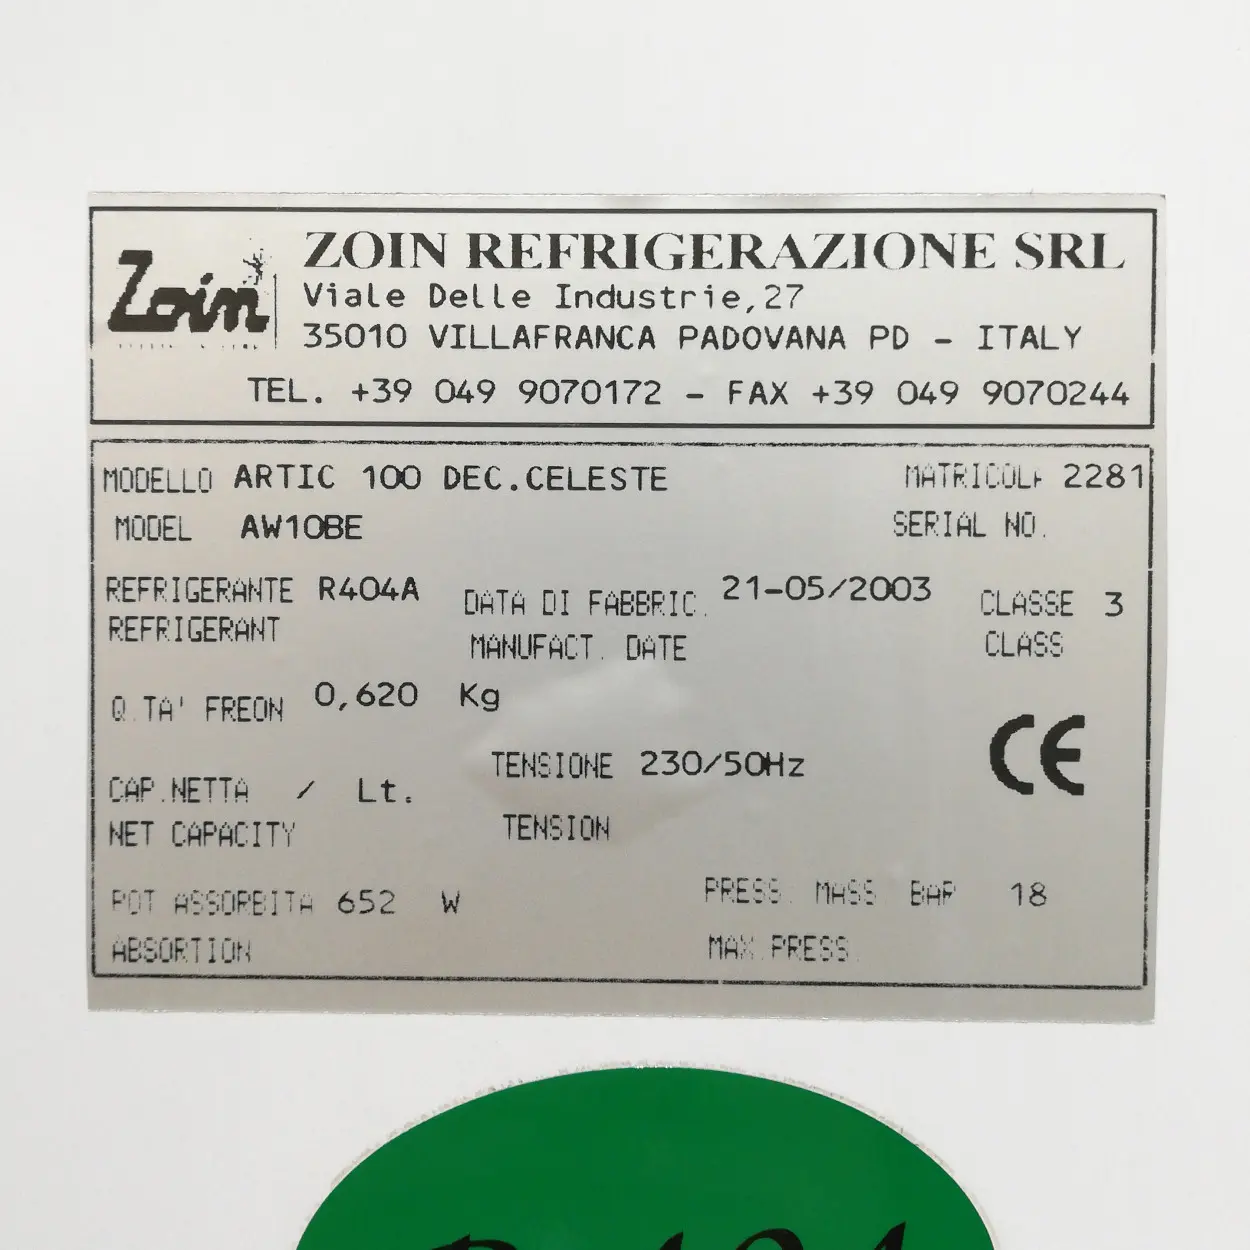 Zoin
ZOIN REFRIGERAZIONE SRL
Viale Delle Industrie,27
35010 VILLAFRANCA PADOVANA PD - ITALY
TEL. +39 049 9070172 - FAX +39 049 9070244
MODELLO ARTIC 100 DEC.CELESTE MATRICOLA 2281
MODEL AW10BE SERIAL NO.
REFRIGERANTE R404A DATA DI FABBRIC. 21-05/2003 CLASSE 3
REFRIGERANT MANUFACT. DATE CLASS
Q.TA' FREON 0,620 Kg
CE
TENSIONE 230/50Hz
CAP.NETTA / Lt.
NET CAPACITY TENSION
POT ASSORBITA 652 W PRESS. MASS BAR 18
ABSORTION MAX.PRESS.